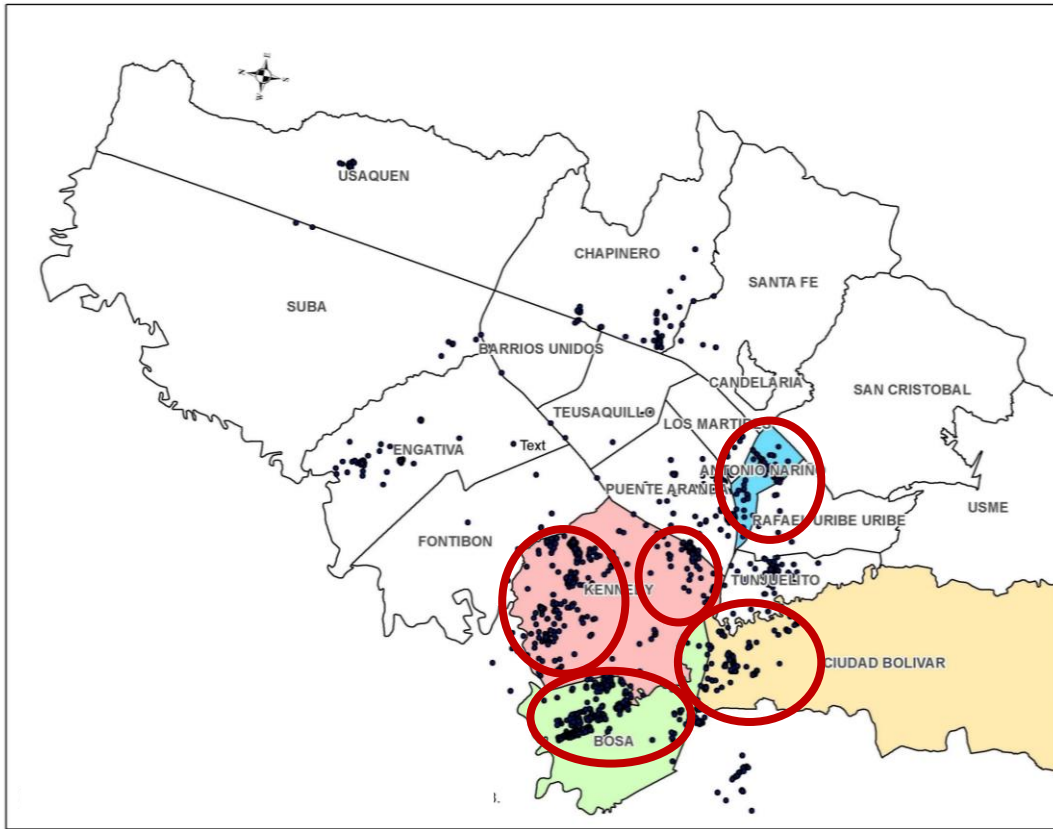 USAQUEN
CHAPINERO
SANTA FE
SUBA
BARRIOS UNIDOS
CANDELARIA
SAN CRISTOBAL
TEUSAQUILLO
LOS MARTIRES
ENGATIVA
Text
ANTONIO NARIÑO
PUENTE ARANDA
USME
RAFAEL URIBE URIBE
FONTIBON
TUNJUELITO
KENNEDY
CIUDAD BOLIVAR
BOSA